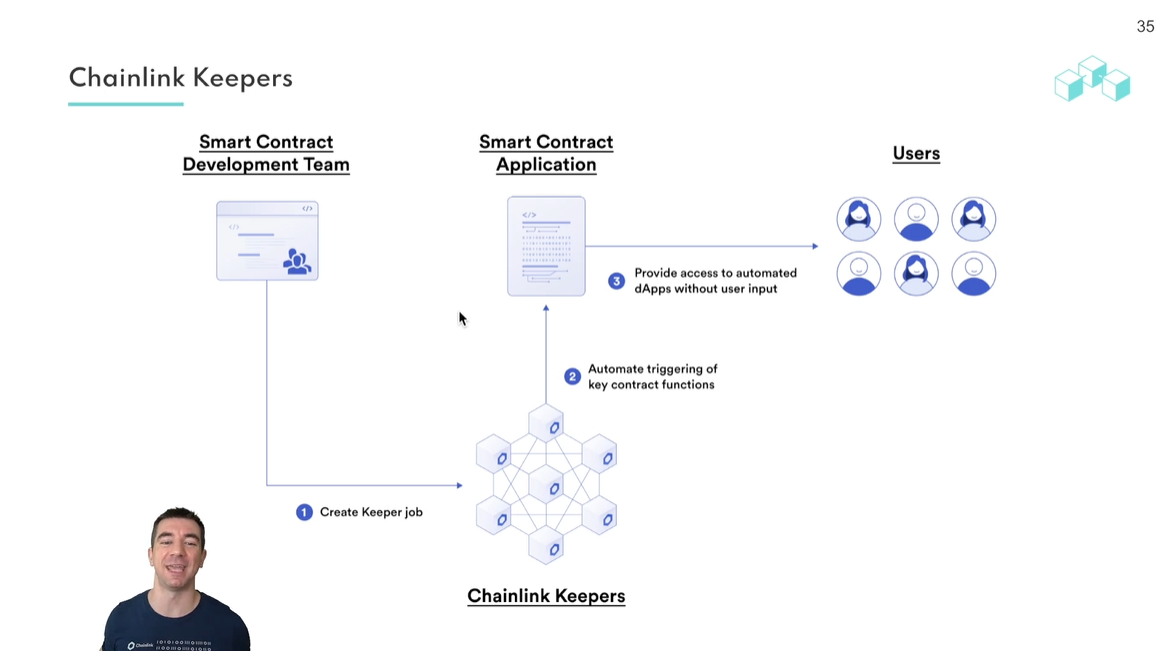 35
Chainlink Keepers
Smart Contract
Development Team
Smart Contract
Application
Users
</>
</>
</>
3 Provide access to automated
dApps without user input
2 Automate triggering of
key contract functions
1 Create Keeper job
Chainlink Keepers
Chainlink